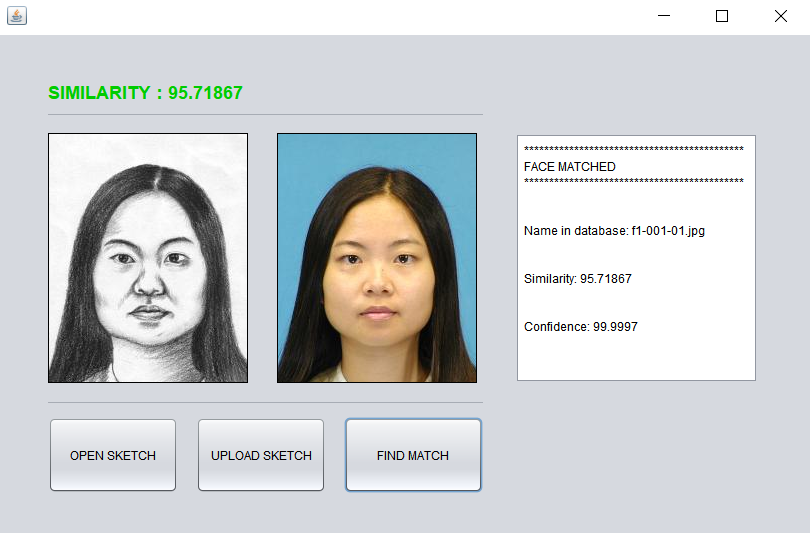 SIMILARITY : 95.71867
********************************************
FACE MATCHED
********************************************
Name in database: f1-001-01.jpg
Similarity: 95.71867
Confidence: 99.9997
OPEN SKETCH
UPLOAD SKETCH
FIND MATCH